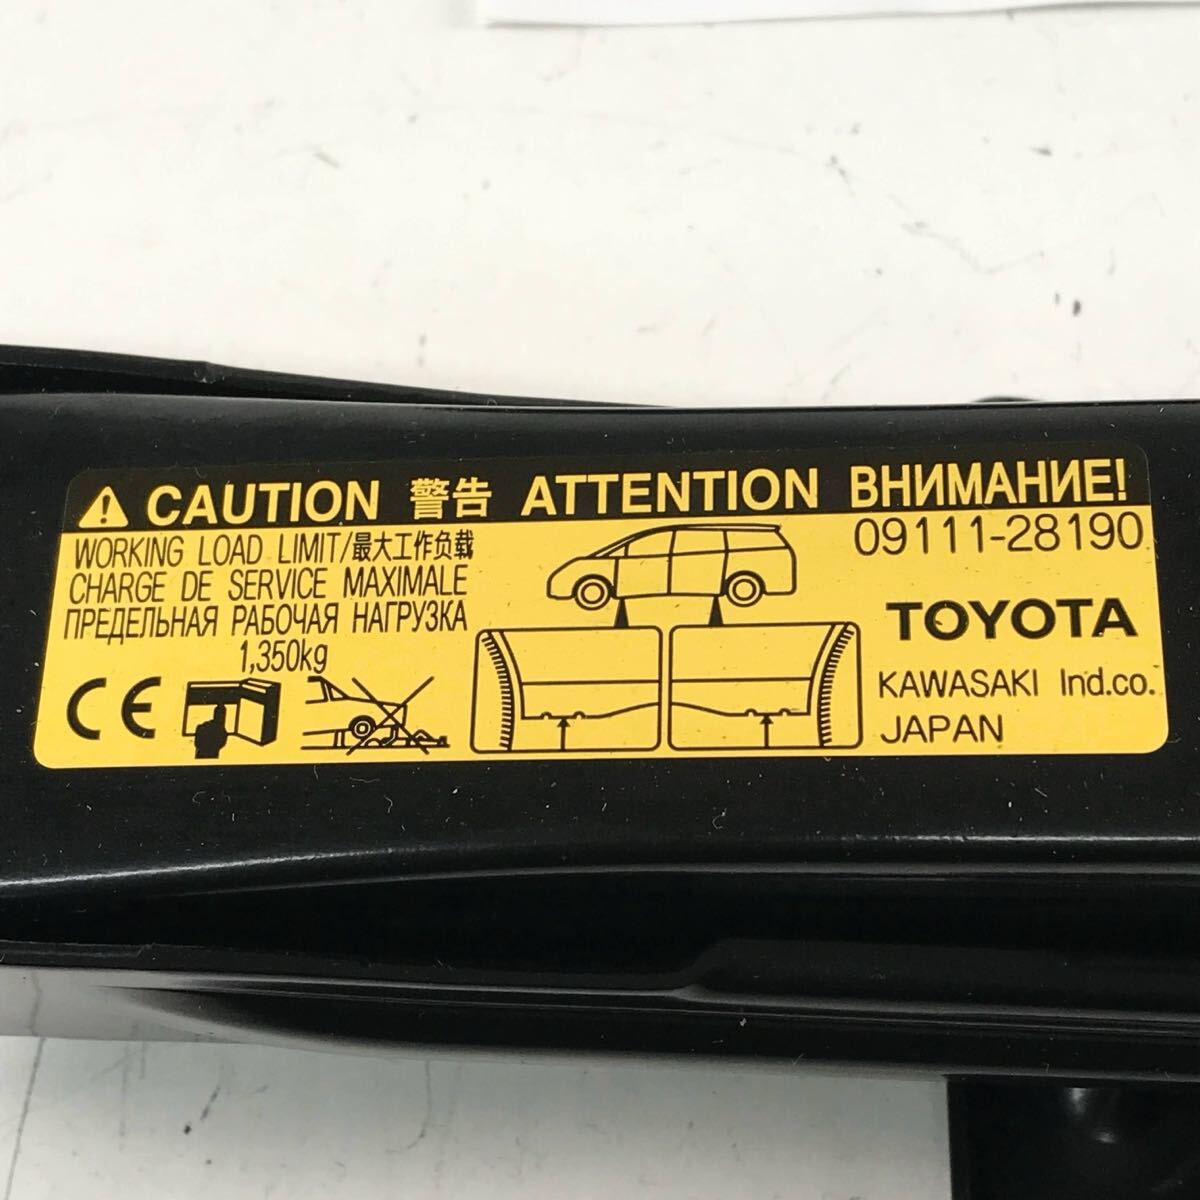 CAUTION 警告 ATTENTION ВНИМАНИЕ!
WORKING LOAD LIMIT/最大工作负载
CHARGE DE SERVICE MAXIMALE
ПРЕДЕЛЬНАЯ РАБОЧАЯ НАГРУЗКА
1,350kg
CE
09111-28190
TOYOTA
KAWASAKI Ind.co.
JAPAN